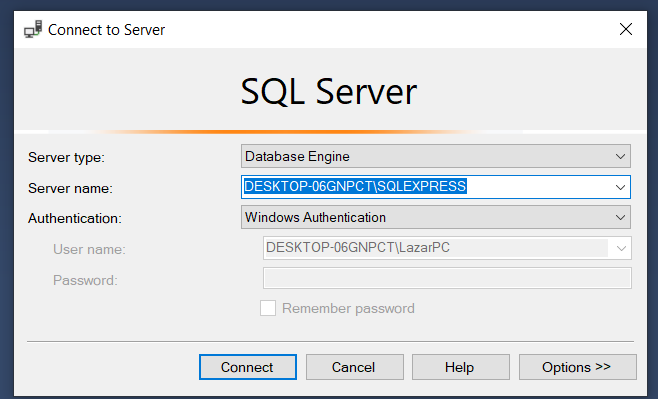 Connect to Server
SQL Server
Server type: Database Engine
Server name: DESKTOP-06GNPCT\SQLEXPRESS
Authentication: Windows Authentication
User name: DESKTOP-06GNPCT\LazarPC
Password:
Remember password
Connect Cancel Help Options >>